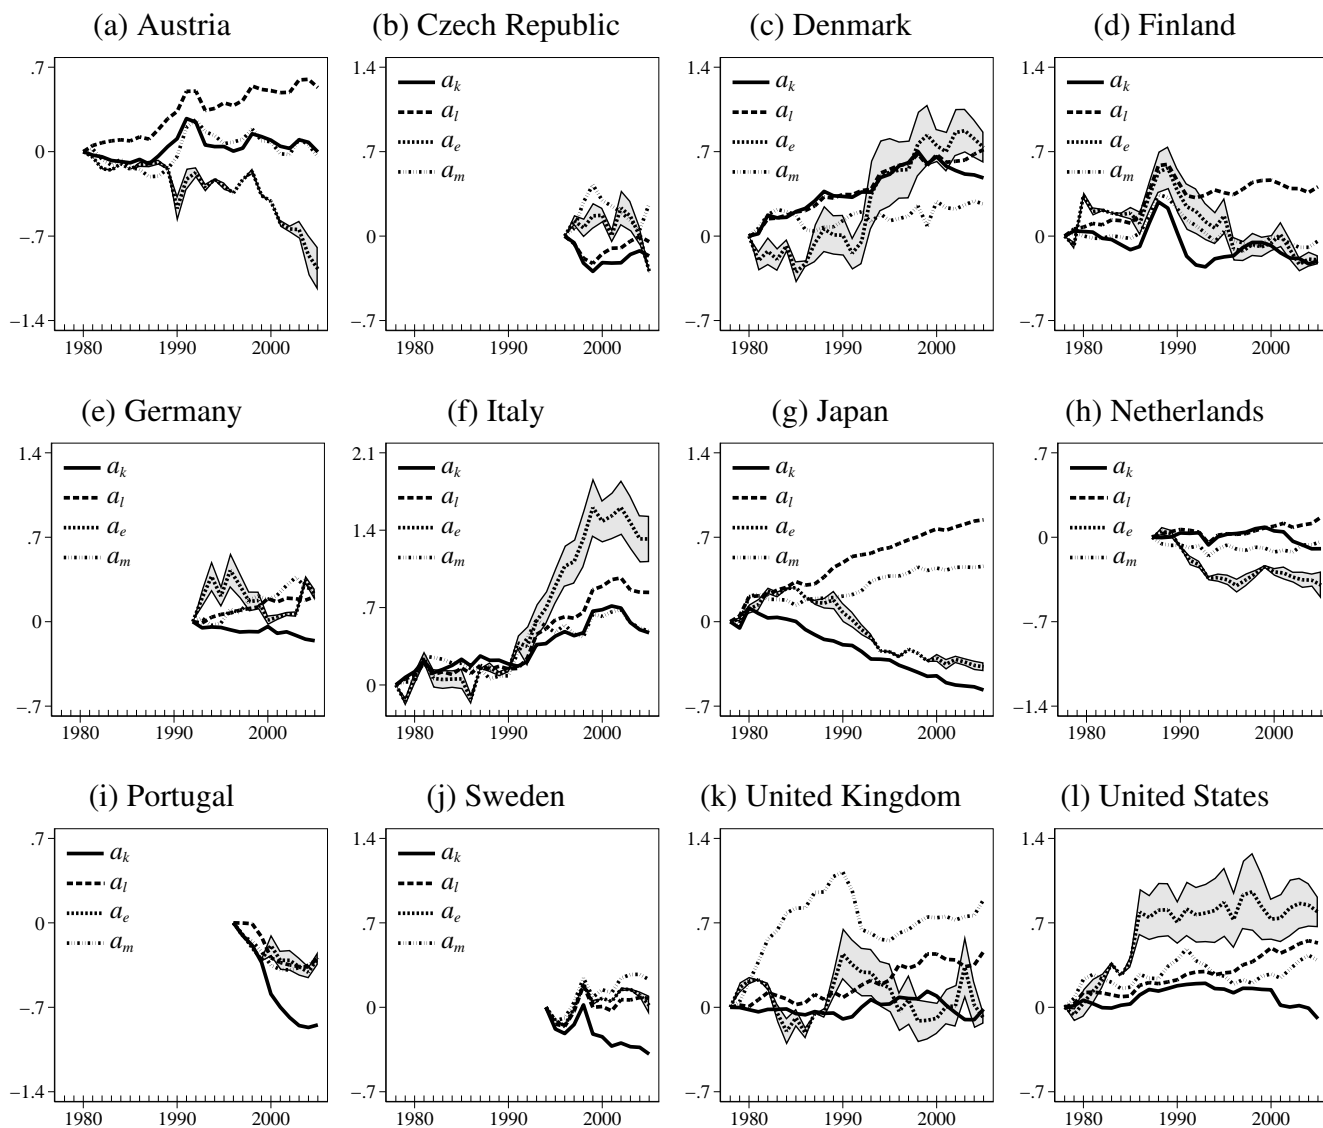 (a) Austria
.7
0
−.7
−1.4
1980 1990 2000
(b) Czech Republic
1.4
.7
0
−.7
a_k
a_l
a_e
a_m
1980 1990 2000
(c) Denmark
1.4
.7
0
−.7
a_k
a_l
a_e
a_m
1980 1990 2000
(d) Finland
1.4
.7
0
−.7
a_k
a_l
a_e
a_m
1980 1990 2000
(e) Germany
1.4
.7
0
−.7
a_k
a_l
a_e
a_m
1980 1990 2000
(f) Italy
2.1
1.4
.7
0
a_k
a_l
a_e
a_m
1980 1990 2000
(g) Japan
1.4
.7
0
−.7
a_k
a_l
a_e
a_m
1980 1990 2000
(h) Netherlands
.7
0
−.7
−1.4
a_k
a_l
a_e
a_m
1980 1990 2000
(i) Portugal
.7
0
−.7
−1.4
a_k
a_l
a_e
a_m
1980 1990 2000
(j) Sweden
1.4
.7
0
−.7
a_k
a_l
a_e
a_m
1980 1990 2000
(k) United Kingdom
1.4
.7
0
−.7
1980 1990 2000
(l) United States
1.4
.7
0
−.7
a_k
a_l
a_e
a_m
1980 1990 2000